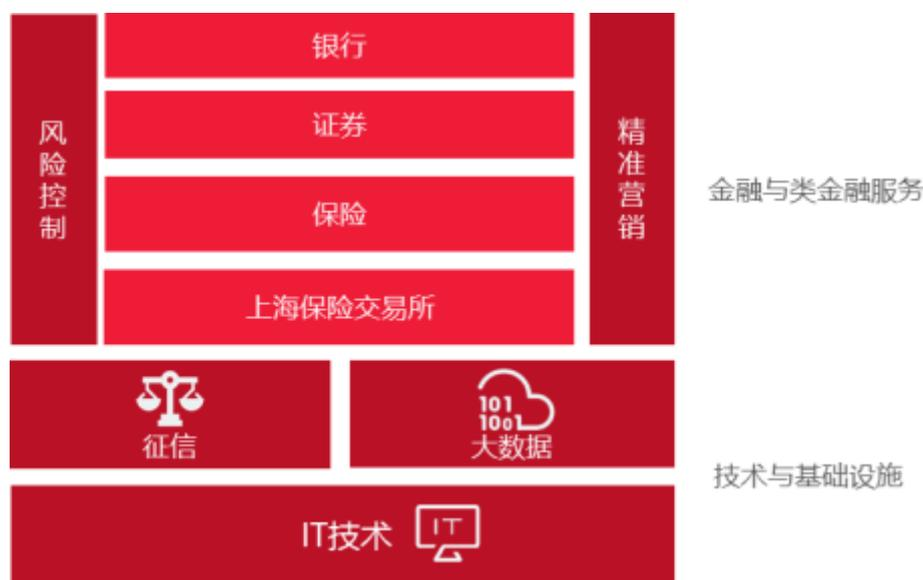 风险控制
银行
证券
保险
上海保险交易所
精准营销
金融与类金融服务
征信
101
1001
大数据
技术与基础设施
IT技术
IT